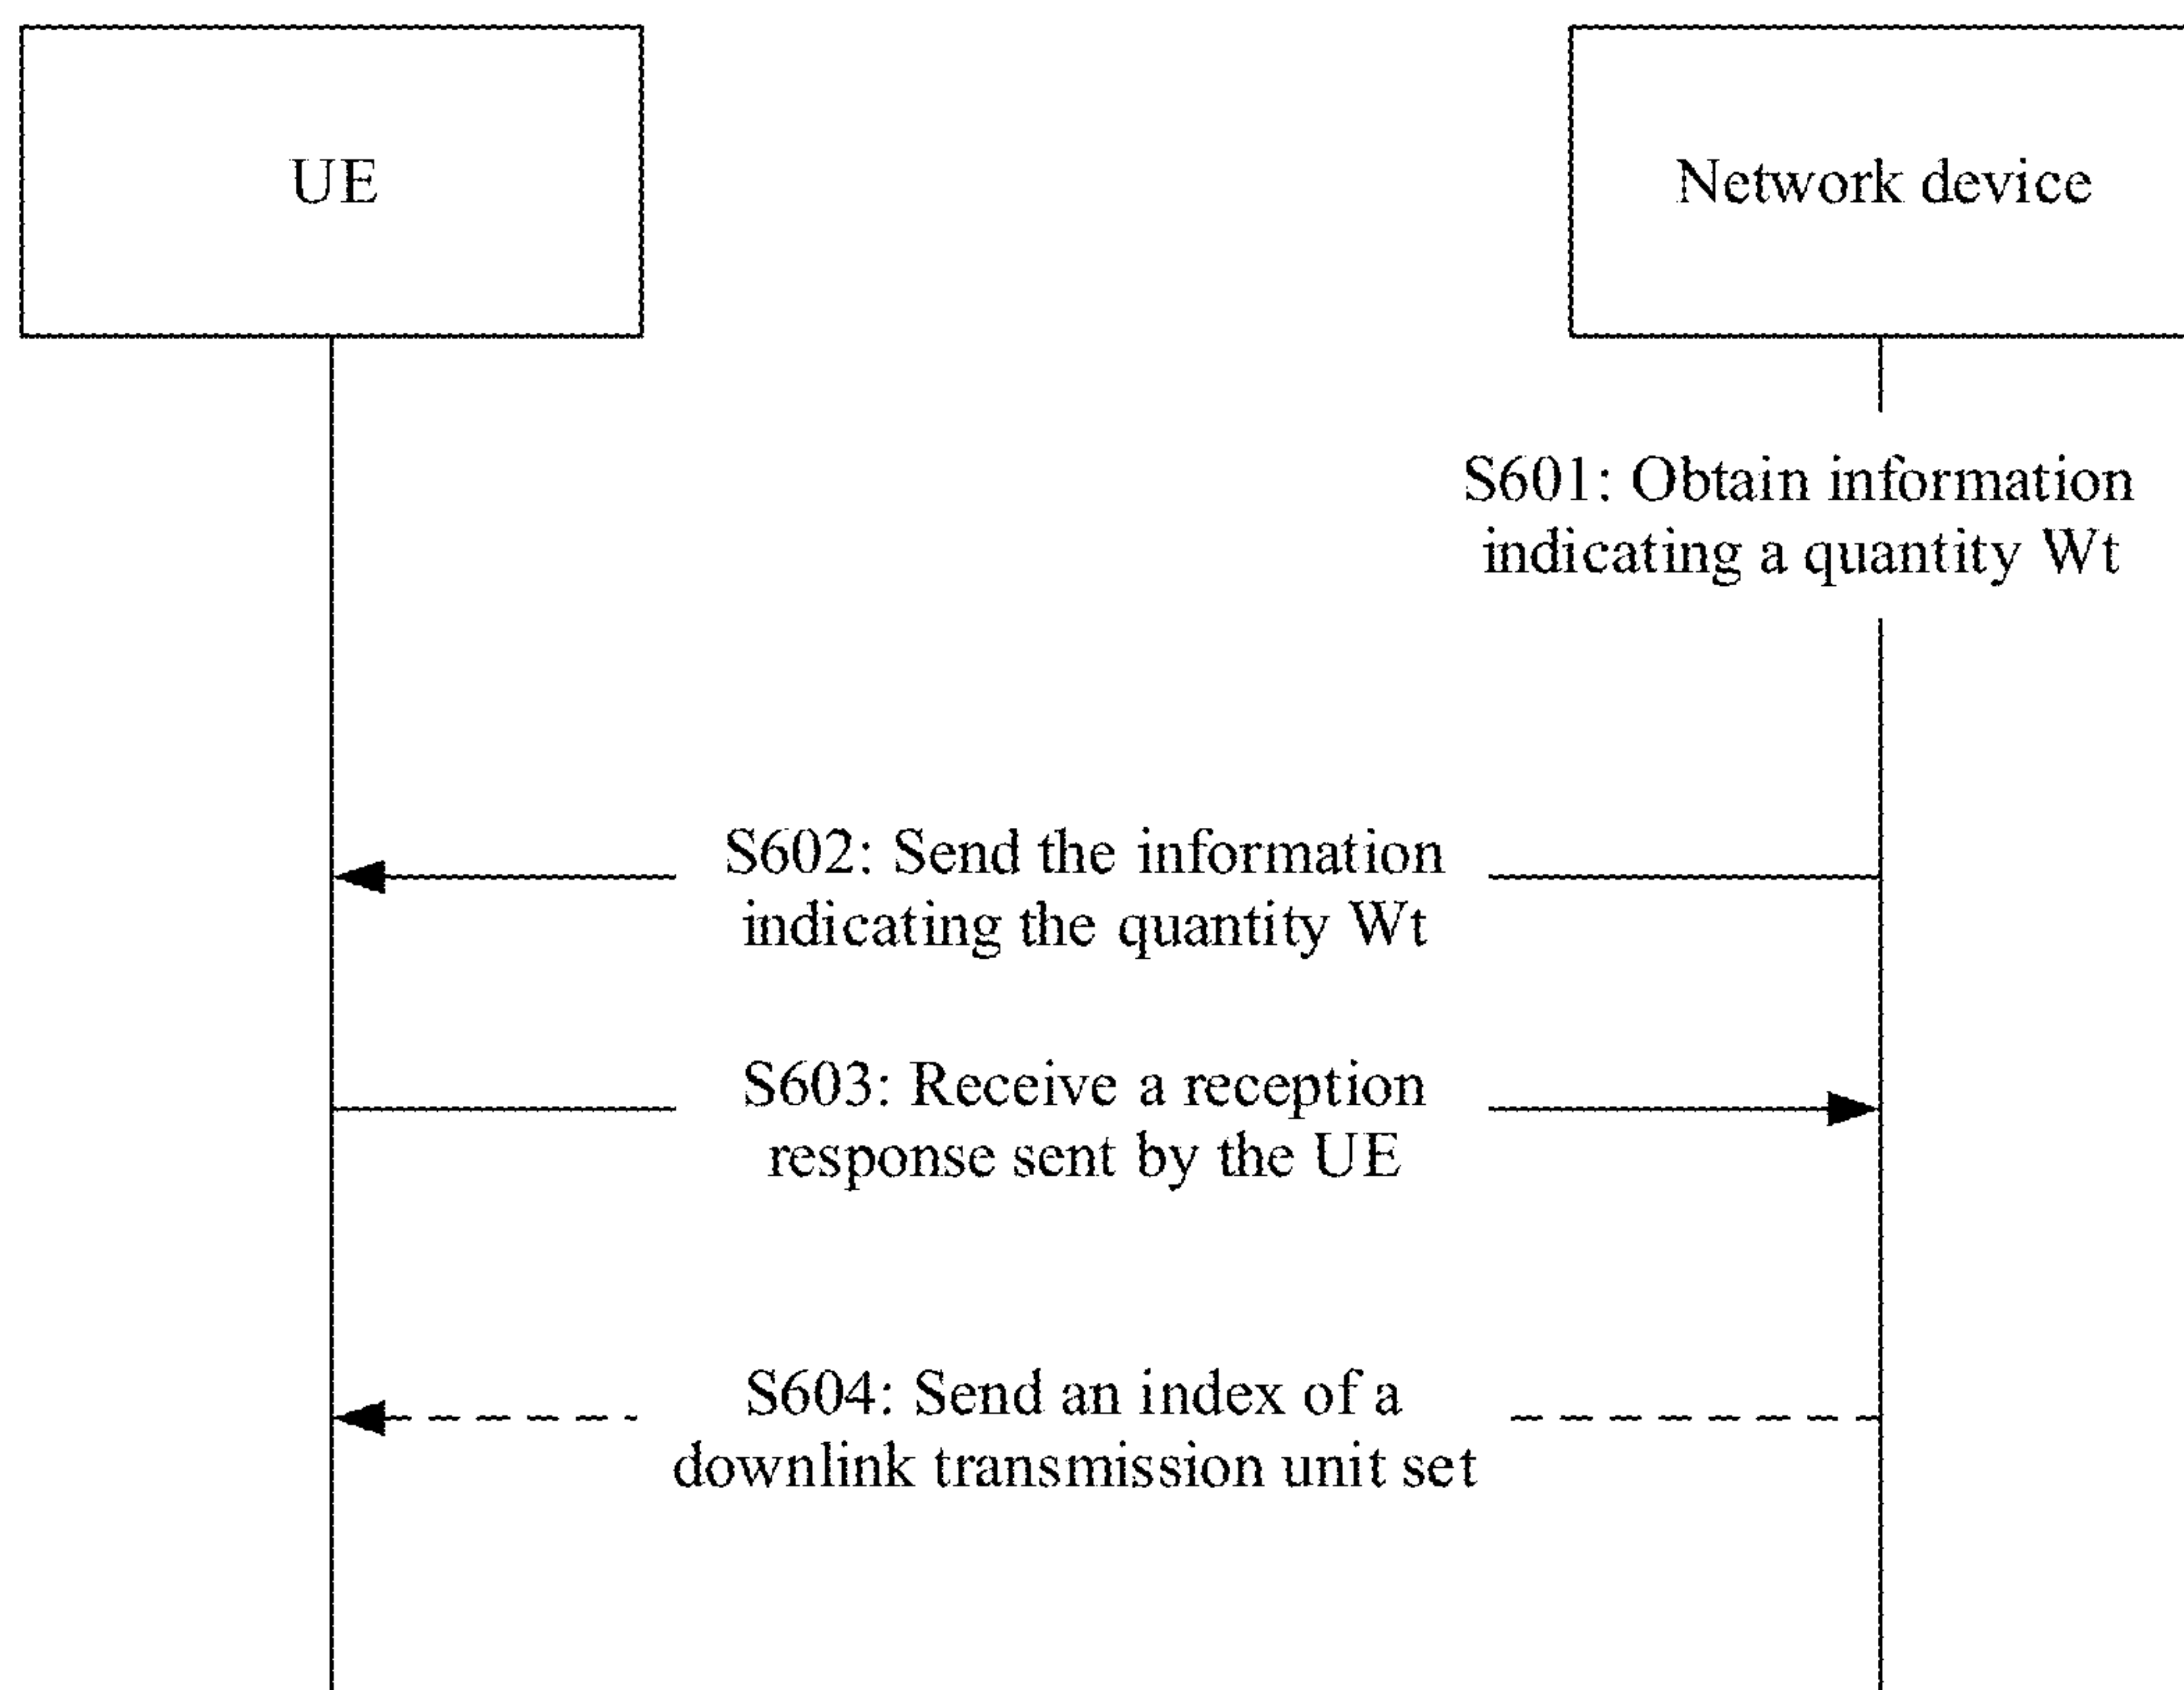 UE
Network device
S601: Obtain information
indicating a quantity Wt
S602: Send the information
indicating the quantity Wt
S603: Receive a reception
response sent by the UE
S604: Send an index of a
downlink transmission unit set